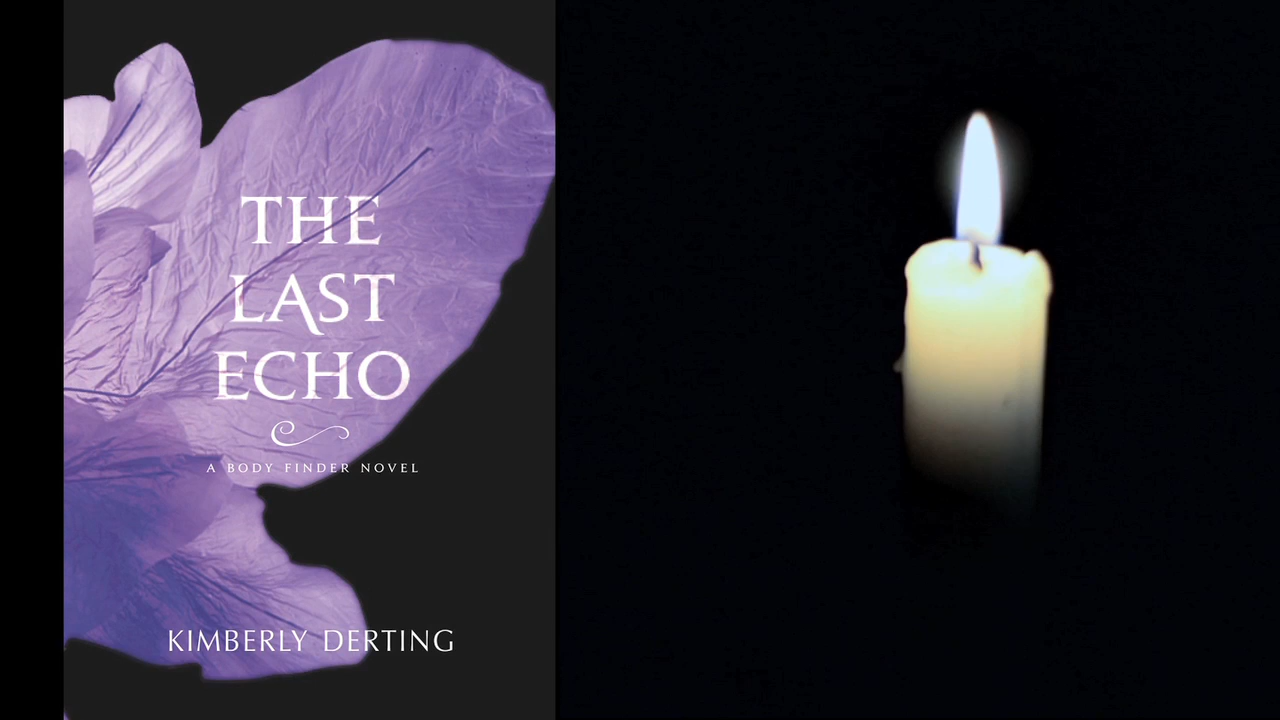 THE
LAST
ECHO
A BODY FINDER NOVEL
KIMBERLY DERTING